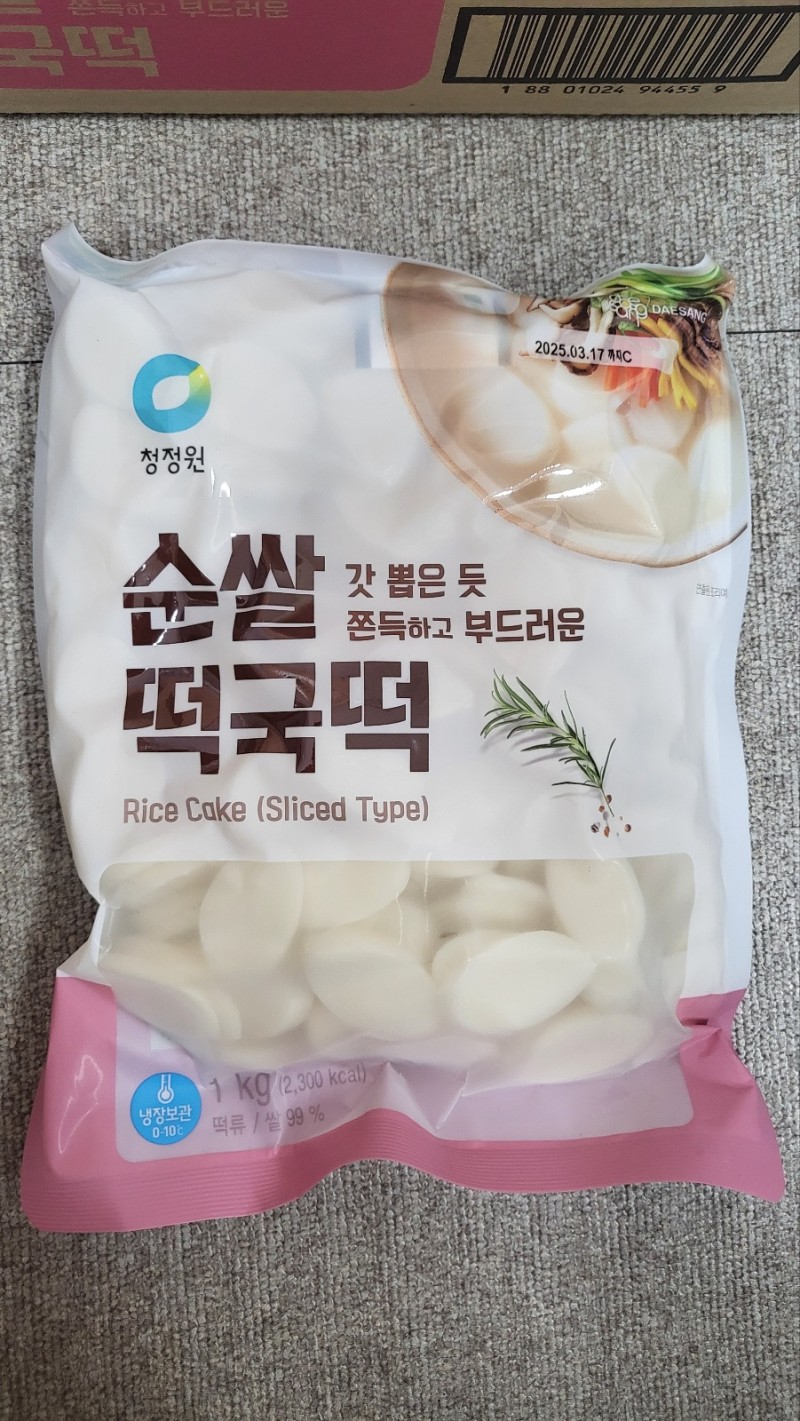 쫀득하고 부드러운
국떡
1 88 01024 94455 9
DAESANG
2025.03.17 까지C
청정원
순쌀
떡국떡
갓 뽑은 듯
쫀득하고 부드러운
Rice Cake (Sliced Type)
냉장보관
0-10℃
1 kg (2,300 kcal)
떡류 / 쌀 99 %